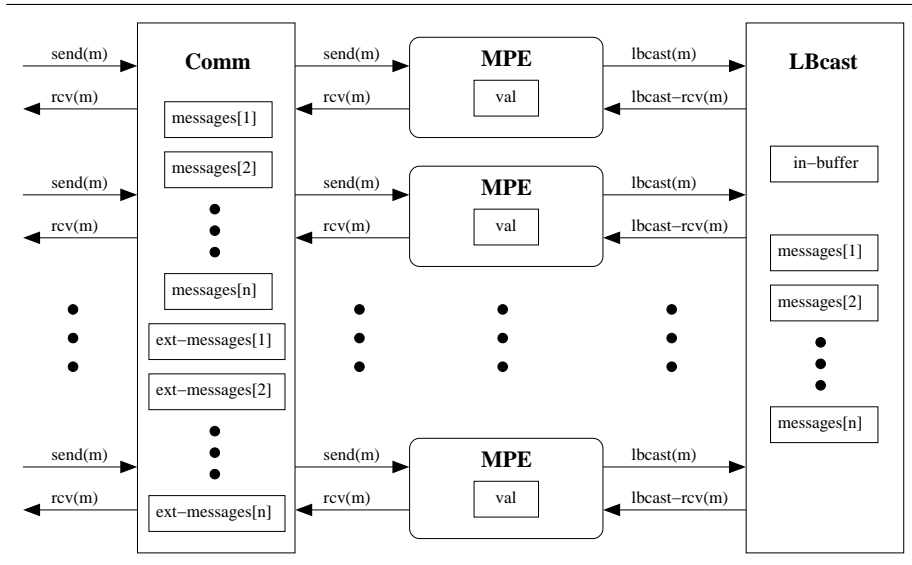 send(m)
rcv(m)
Comm
messages[1]
send(m)
rcv(m)
MPE
val
lbcast(m)
lbcast−rcv(m)
LBcast
in−buffer
send(m)
rcv(m)
messages[2]
messages[n]
send(m)
rcv(m)
MPE
val
lbcast(m)
lbcast−rcv(m)
messages[1]
messages[2]
messages[n]
ext−messages[1]
ext−messages[2]
ext−messages[n]
send(m)
rcv(m)
send(m)
rcv(m)
MPE
val
lbcast(m)
lbcast−rcv(m)